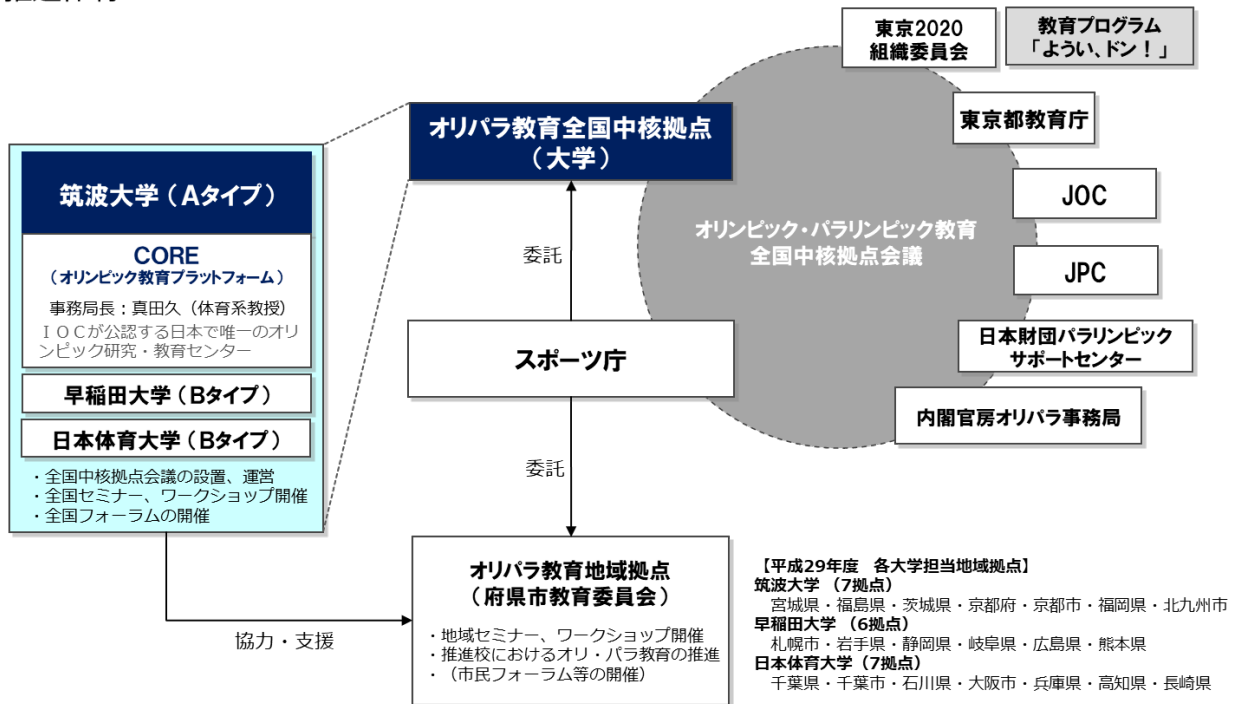 東京2020
組織委員会
教育プログラム
「ようい、ドン！」
オリパラ教育全国中核拠点
（大学）
東京都教育庁
筑波大学（Aタイプ）
JOC
オリンピック・パラリンピック教育
全国中核拠点会議
CORE
（オリンピック教育プラットフォーム）
委託
JPC
事務局長：真田久（体育系教授）
ＩＯＣが公認する日本で唯一のオリ
ンピック研究・教育センター
スポーツ庁
日本財団パラリンピック
サポートセンター
早稲田大学（Bタイプ）
内閣官房オリパラ事務局
日本体育大学（Bタイプ）
・全国中核拠点会議の設置、運営
・全国セミナー、ワークショップ開催
・全国フォーラムの開催
委託
オリパラ教育地域拠点
（府県市教育委員会）
・地域セミナー、ワークショップ開催
・推進校におけるオリ・パラ教育の推進
・（市民フォーラム等の開催）
協力・支援
【平成29年度　各大学担当地域拠点】
筑波大学 （7拠点）
宮城県・福島県・茨城県・京都府・京都市・福岡県・北九州市
早稲田大学 （6拠点）
札幌市・岩手県・静岡県・岐阜県・広島県・熊本県
日本体育大学（7拠点）
千葉県・千葉市・石川県・大阪市・兵庫県・高知県・長崎県